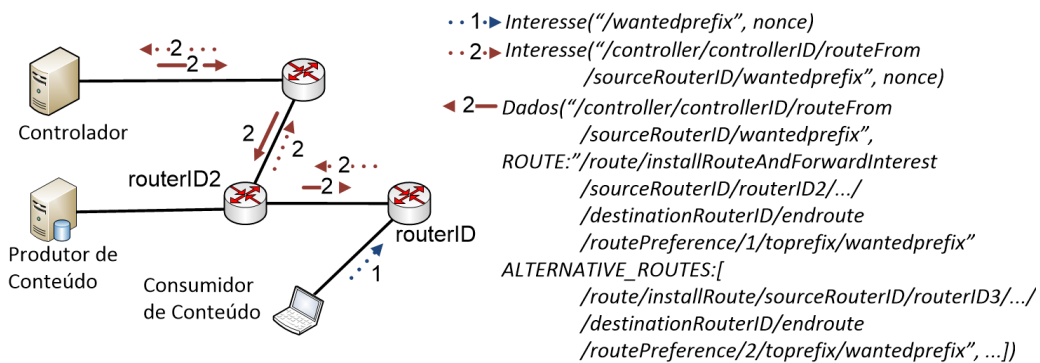 2
2
Controlador
2
2
routerID2
2
2
routerID
Produtor de
Conteúdo
1
Consumidor
de Conteúdo
1 Interesse(“/wantedprefix”, nonce)
2 Interesse(“/controller/controllerID/routeFrom
/sourceRouterID/wantedprefix”, nonce)
2 Dados(“/controller/controllerID/routeFrom
/sourceRouterID/wantedprefix”,
ROUTE:”/route/installRouteAndForwardInterest
/sourceRouterID/routerID2/.../
/destinationRouterID/endroute
/routePreference/1/toprefix/wantedprefix”
ALTERNATIVE_ROUTES:[
/route/installRoute/sourceRouterID/routerID3/.../
/destinationRouterID/endroute
/routePreference/2/toprefix/wantedprefix”, ...])